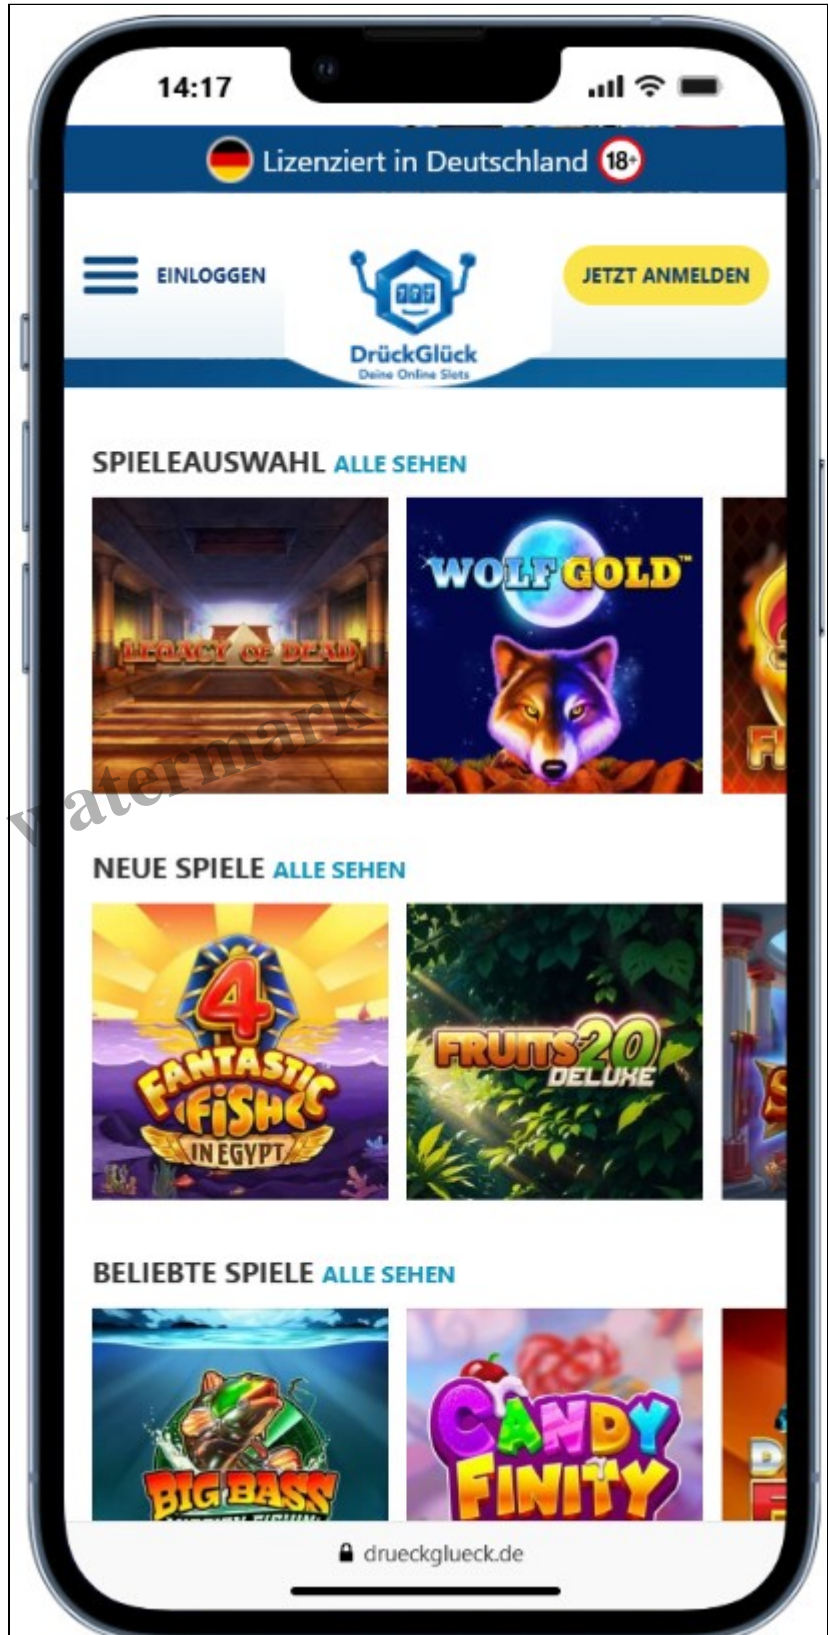 14:17
Lizenziert in Deutschland 18+
EINLOGGEN
777
DrückGlück
Deine Online Slots
JETZT ANMELDEN
SPIELEAUSWAHL ALLE SEHEN
LEGACY OF DEAD
WOLF GOLD™
watermark
NEUE SPIELE ALLE SEHEN
4
FANTASTIC
FISH
IN EGYPT
FRUITS 20
DELUXE
BELIEBTE SPIELE ALLE SEHEN
BIG BASS
CANDY
FINITY
drueckglueck.de